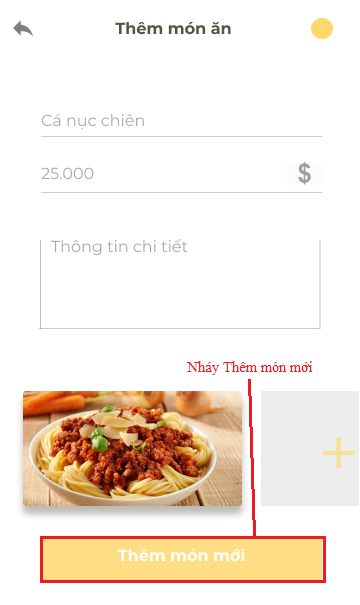 Thêm món ăn
Cá nục chiên
25.000
$
Thông tin chi tiết
Nháy Thêm món mới
+
Thêm món mới